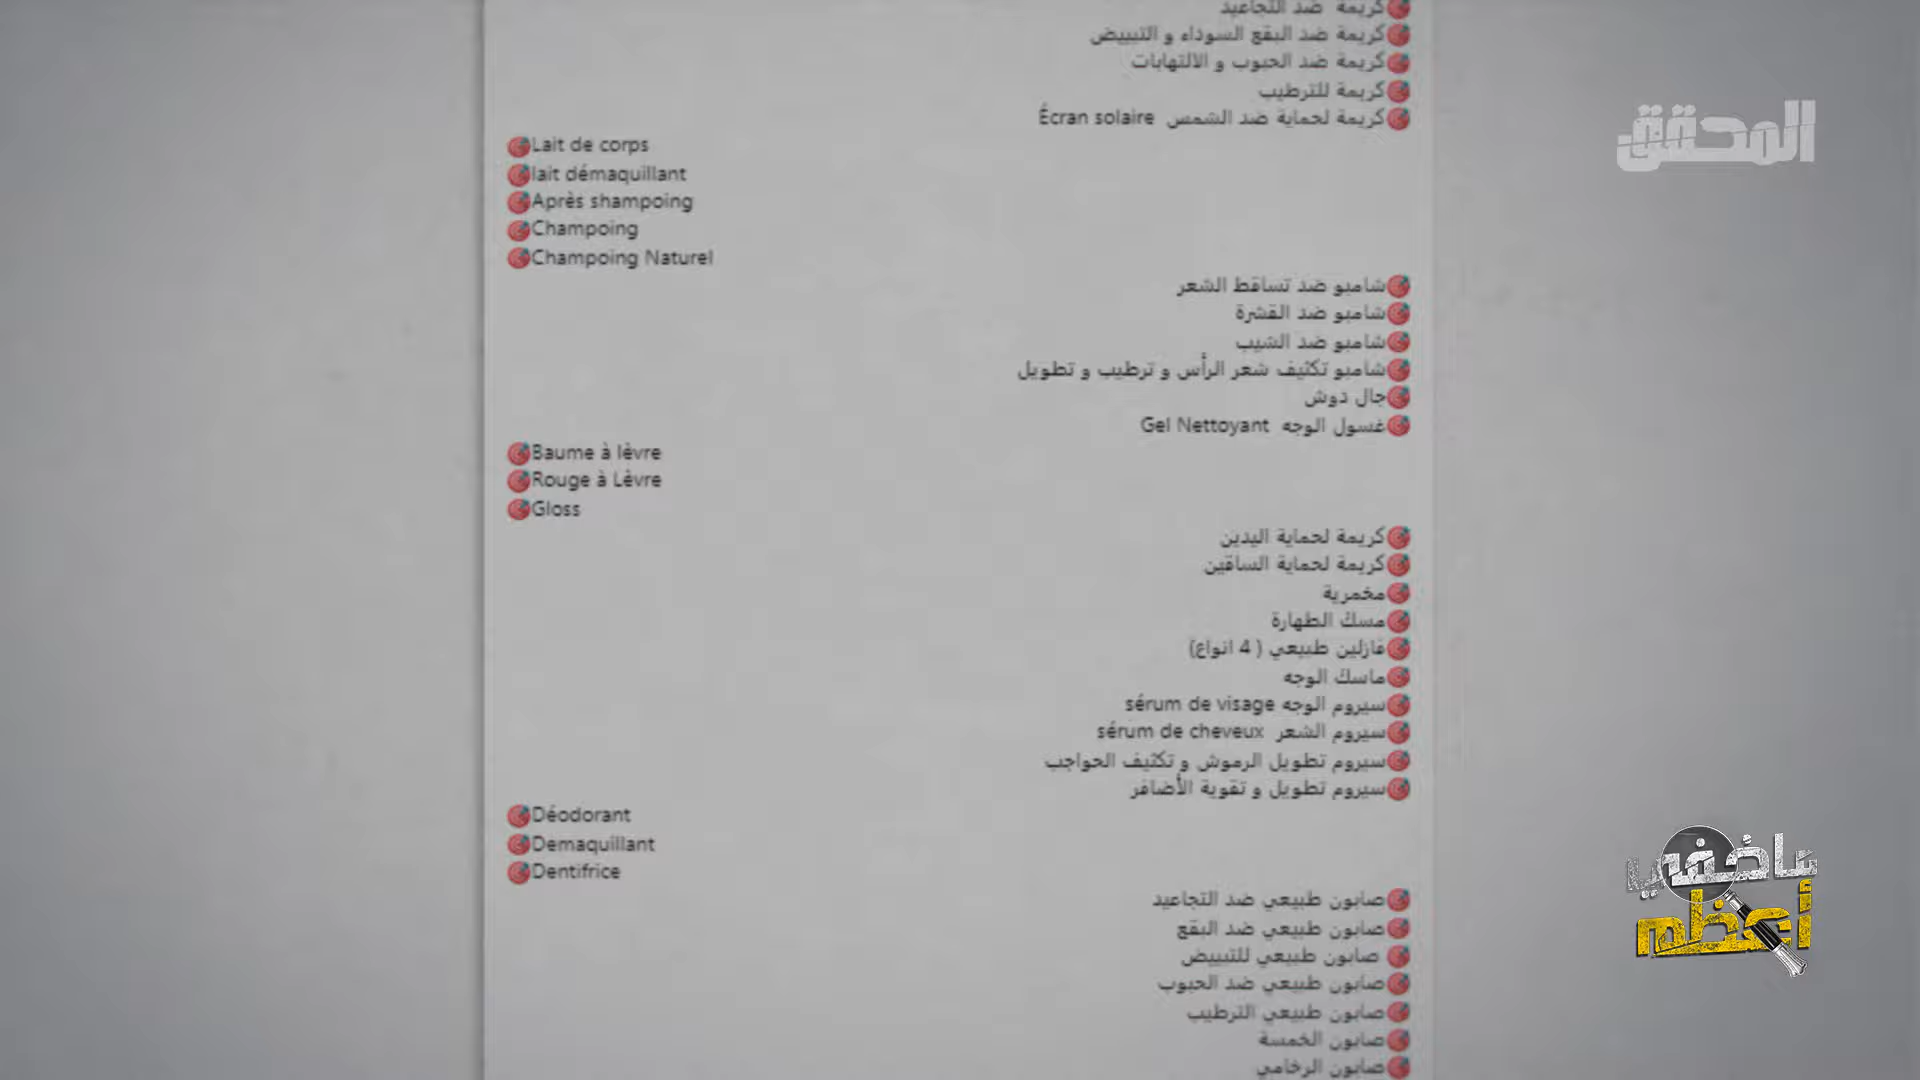 كريمة ضد التجاعيد
كريمة ضد البقع السوداء و التبييض
كريمة ضد الحبوب و الالتهابات
كريمة للترطيب
كريمة لحماية ضد الشمس Écran solaire
Lait de corps
lait démaquillant
Après shampoing
Champoing
Champoing Naturel
شامبو ضد تساقط الشعر
شامبو ضد القشرة
شامبو ضد الشيب
شامبو تكثيف شعر الرأس و ترطيب و تطويل
جال دوش
غسول الوجه Gel Nettoyant
Baume à lèvre
Rouge à Lèvre
Gloss
كريمة لحماية اليدين
كريمة لحماية الساقين
مخمرية
مسك الطهارة
فازلين طبيعي ( 4 انواع)
ماسك الوجه
سيروم الوجه sérum de visage
سيروم الشعر sérum de cheveux
سيروم تطويل الرموش و تكثيف الحواجب
سيروم تطويل و تقوية الأضافر
Déodorant
Demaquillant
Dentifrice
صابون طبيعي ضد التجاعيد
صابون طبيعي ضد البقع
صابون طبيعي للتبييض
صابون طبيعي ضد الحبوب
صابون طبيعي الترطيب
صابون الخمسة
صابون الرخامي
المحقق
ما خفي
أعظم